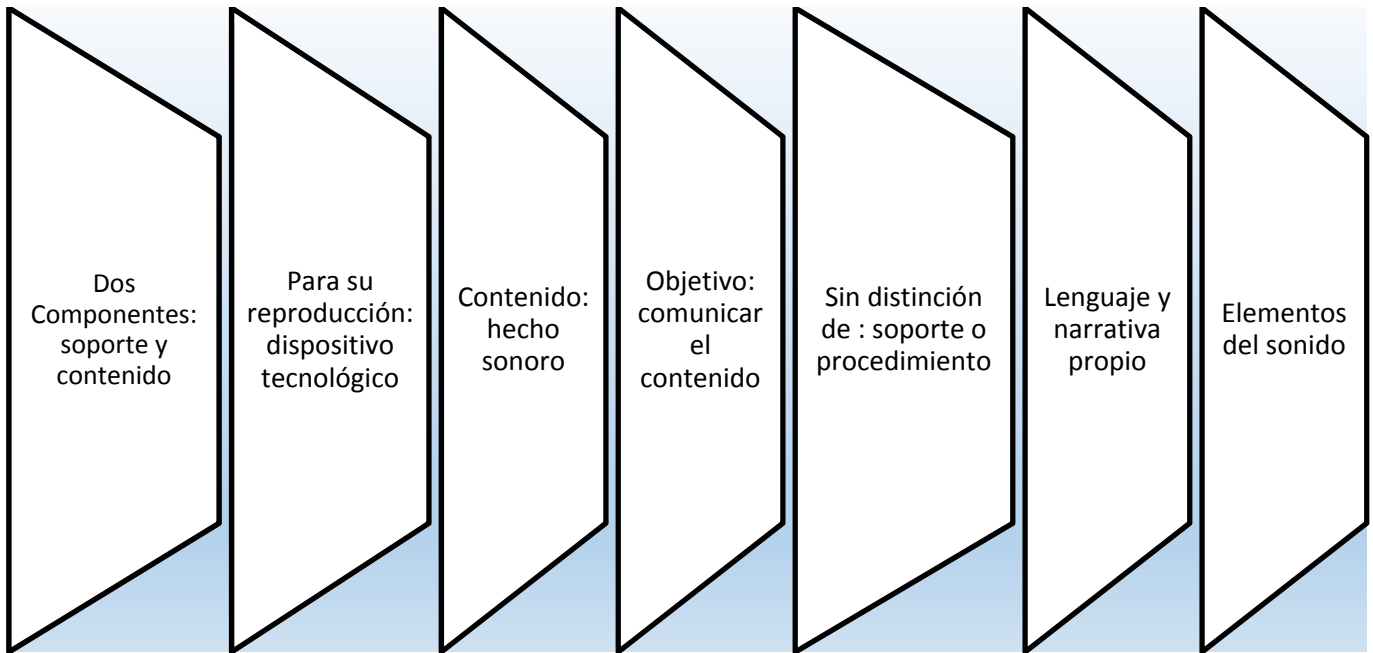 Dos
Componentes:
soporte y
contenido
Para su
reproducción:
dispositivo
tecnológico
Contenido:
hecho
sonoro
Objetivo:
comunicar
el
contenido
Sin distinción
de : soporte o
procedimiento
Lenguaje y
narrativa
propio
Elementos
del sonido